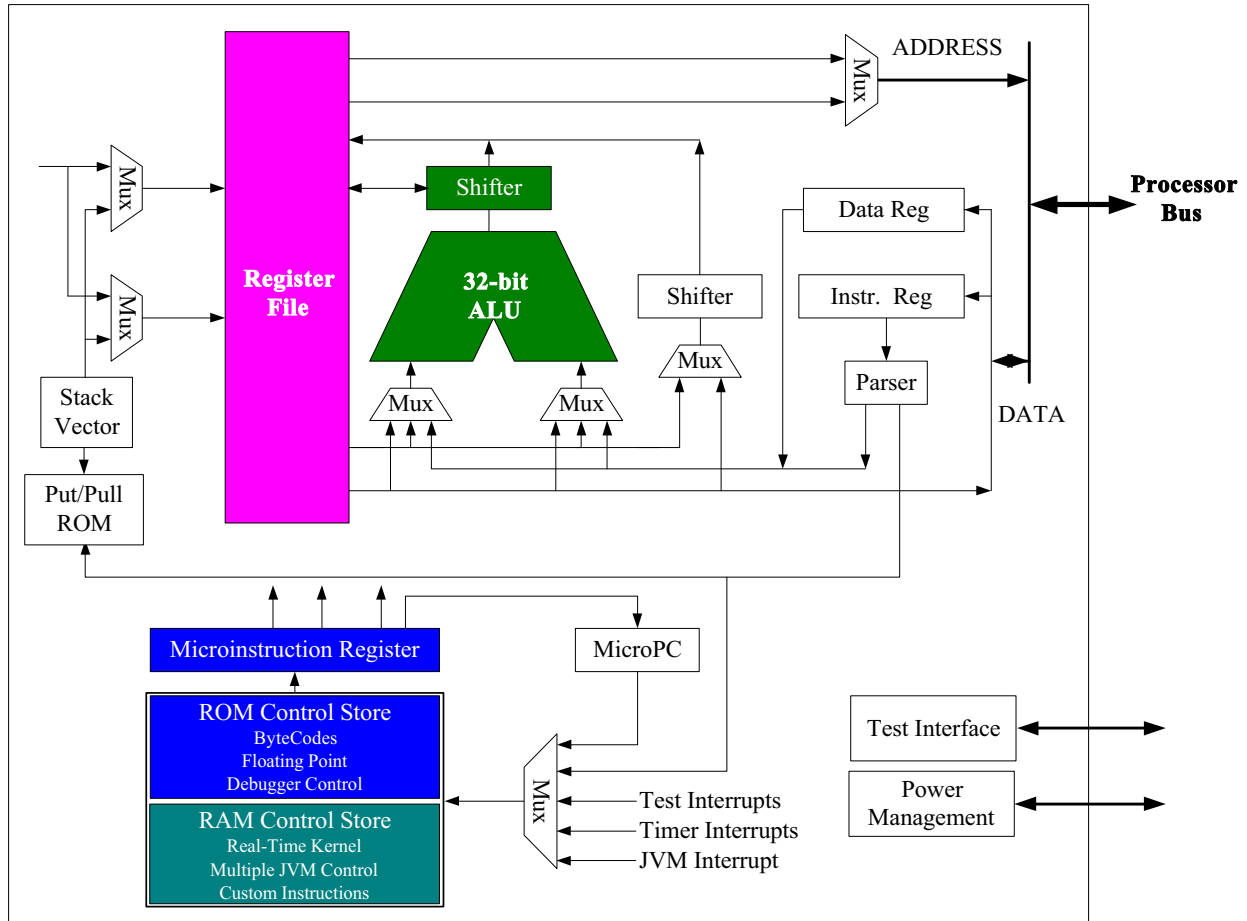 ADDRESS
Mux
Mux
Shifter
Data Reg
Processor
Bus
Register
File
32-bit
ALU
Shifter
Instr. Reg
Mux
Mux
Parser
Stack
Vector
Mux
Mux
DATA
Put/Pull
ROM
Microinstruction Register
MicroPC
ROM Control Store
ByteCodes
Floating Point
Debugger Control
Test Interface
Mux
Test Interrupts
Timer Interrupts
JVM Interrupt
Power
Management
RAM Control Store
Real-Time Kernel
Multiple JVM Control
Custom Instructions